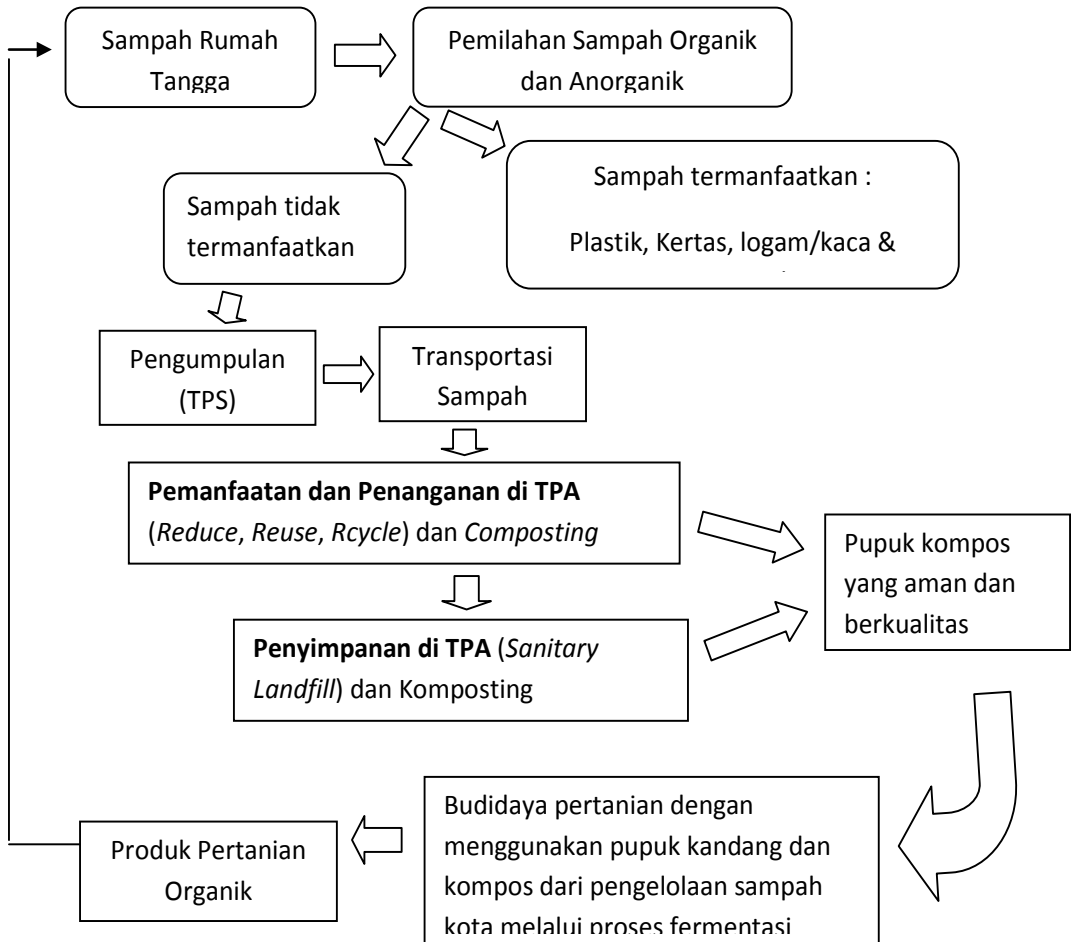 Sampah Rumah
Tangga
Pemilahan Sampah Organik
dan Anorganik
Sampah tidak
termanfaatkan
Sampah termanfaatkan :
Plastik, Kertas, logam/kaca &
Pengumpulan
(TPS)
Transportasi
Sampah
Pemanfaatan dan Penanganan di TPA
(Reduce, Reuse, Rcycle) dan Composting
Pupuk kompos
yang aman dan
berkualitas
Penyimpanan di TPA (Sanitary
Landfill) dan Komposting
Budidaya pertanian dengan
menggunakan pupuk kandang dan
kompos dari pengelolaan sampah
kota melalui proses fermentasi
Produk Pertanian
Organik